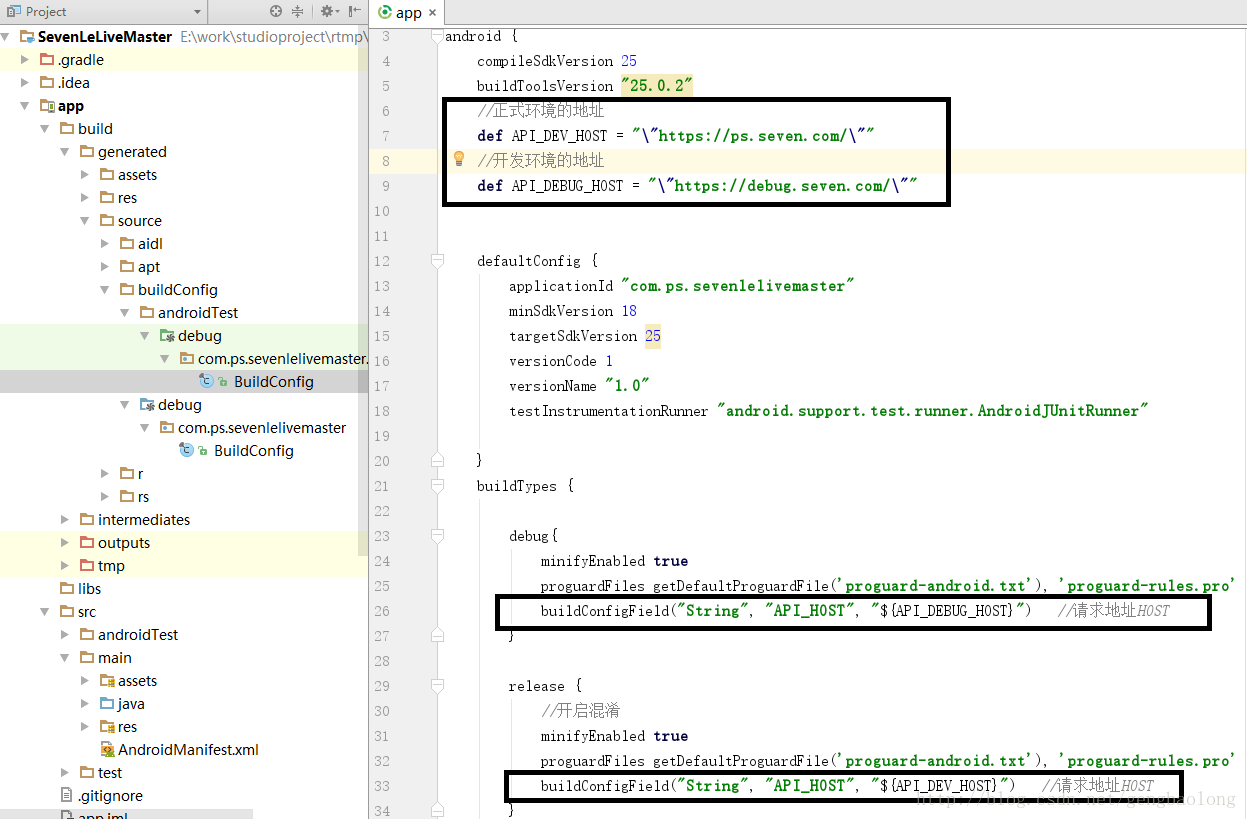 Project
app
SevenLeLiveMaster E:\work\studioproject\rtmp\
.gradle
.idea
app
build
generated
assets
res
source
aidl
apt
buildConfig
androidTest
debug
com.ps.sevenlelivemaster.
BuildConfig
debug
com.ps.sevenlelivemaster
BuildConfig
r
rs
intermediates
outputs
tmp
libs
src
androidTest
main
assets
java
res
AndroidManifest.xml
test
.gitignore
app.iml
3 android {
4 compileSdkVersion 25
5 buildToolsVersion "25.0.2"
6 //正式环境的地址
7 def API_DEV_HOST = "\"https://ps.seven.com/\""
8 //开发环境的地址
9 def API_DEBUG_HOST = "\"https://debug.seven.com/\""
10
11
12 defaultConfig {
13 applicationId "com.ps.sevenlelivemaster"
14 minSdkVersion 18
15 targetSdkVersion 25
16 versionCode 1
17 versionName "1.0"
18 testInstrumentationRunner "android.support.test.runner.AndroidJUnitRunner"
19
20 }
21 buildTypes {
22
23 debug{
24 minifyEnabled true
25 proguardFiles getDefaultProguardFile('proguard-android.txt'), 'proguard-rules.pro'
26 buildConfigField("String", "API_HOST", "${API_DEBUG_HOST}") //请求地址HOST
27 }
28
29 release {
30 //开启混淆
31 minifyEnabled true
32 proguardFiles getDefaultProguardFile('proguard-android.txt'), 'proguard-rules.pro'
33 buildConfigField("String", "API_HOST", "${API_DEV_HOST}") //请求地址HOST
34 }
http://blog.csdn.net/gengbaolong